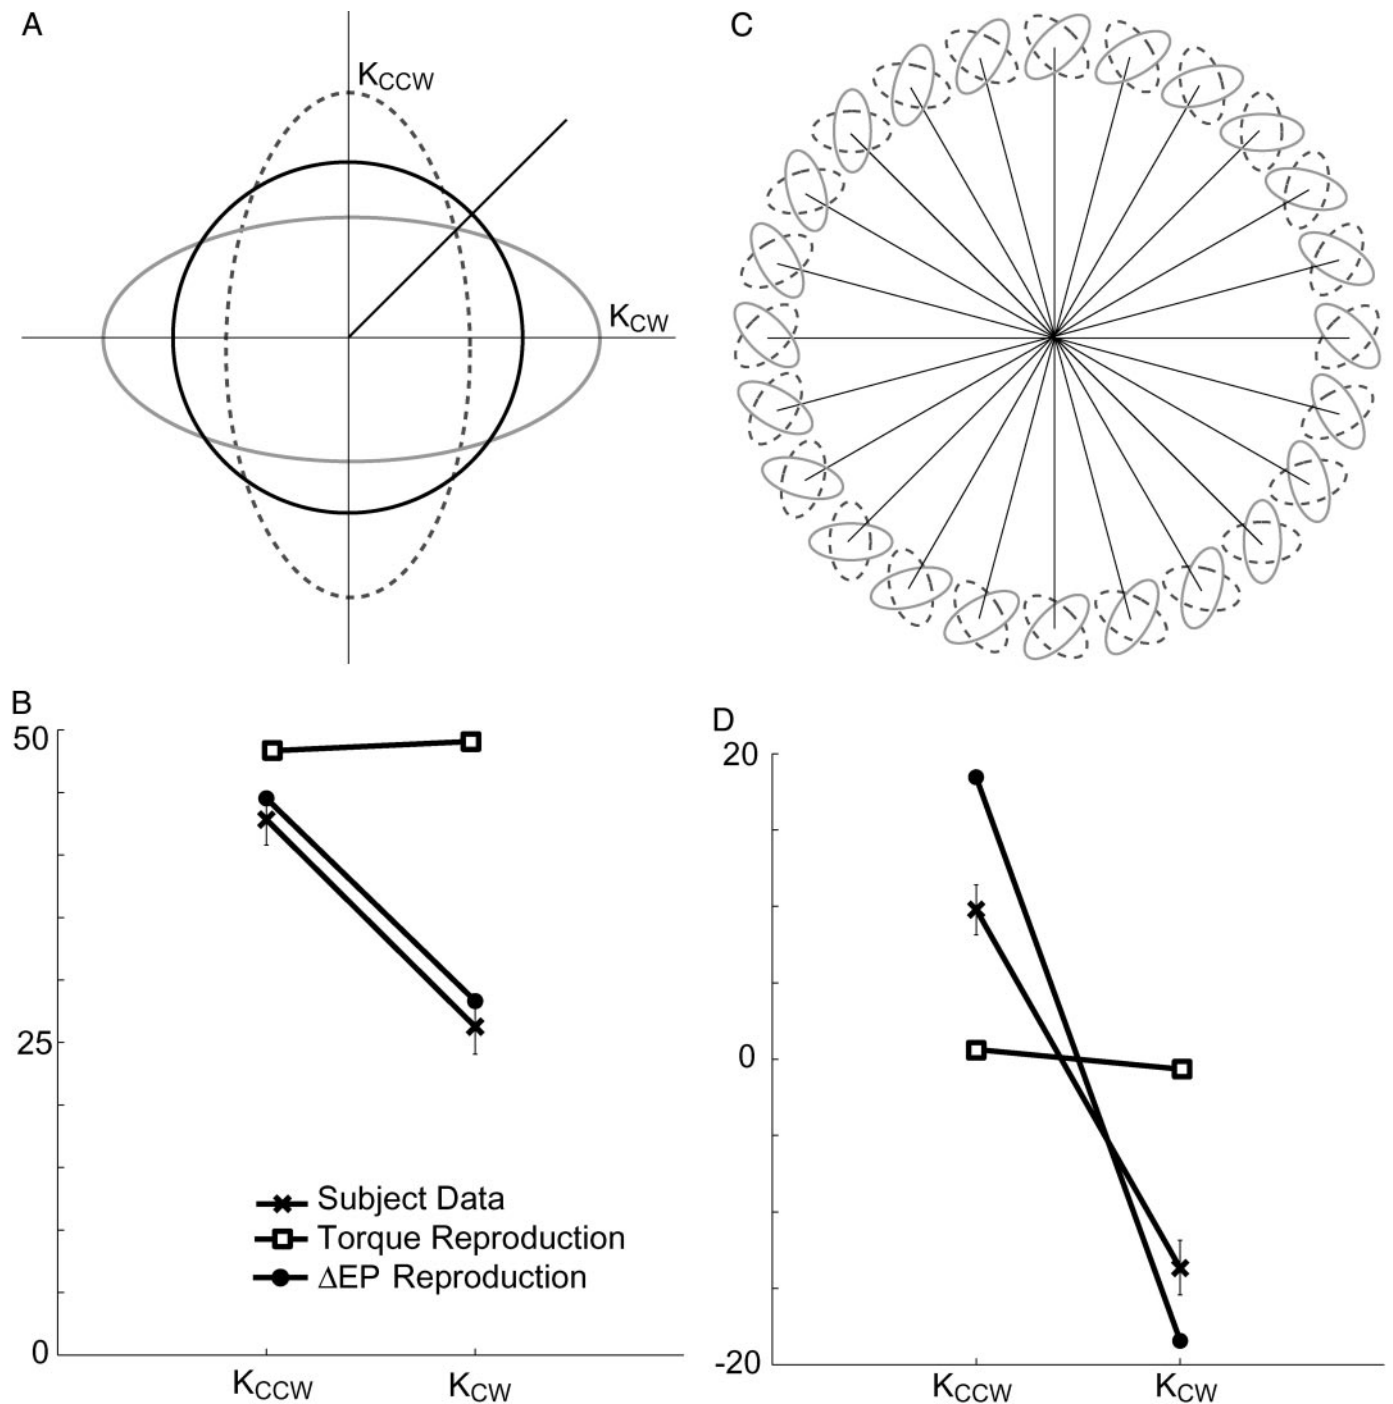 A
K_CCW
K_CW
C
B
50
25
0
Subject Data
Torque Reproduction
ΔEP Reproduction
K_CCW
K_CW
D
20
0
-20
K_CCW
K_CW